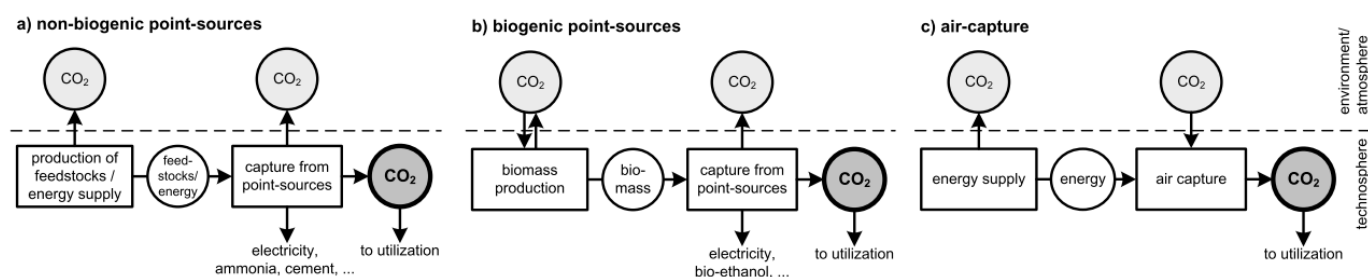 a) non-biogenic point-sources
CO₂
CO₂
production of
feedstocks /
energy supply
feed-
stocks/
energy
capture from
point-sources
CO₂
electricity,
ammonia, cement, ...
to utilization
b) biogenic point-sources
CO₂
CO₂
biomass
production
bio-
mass
capture from
point-sources
CO₂
electricity,
bio-ethanol, ...
to utilization
c) air-capture
CO₂
CO₂
energy supply
energy
air capture
CO₂
to utilization
environment/
atmosphere
technosphere